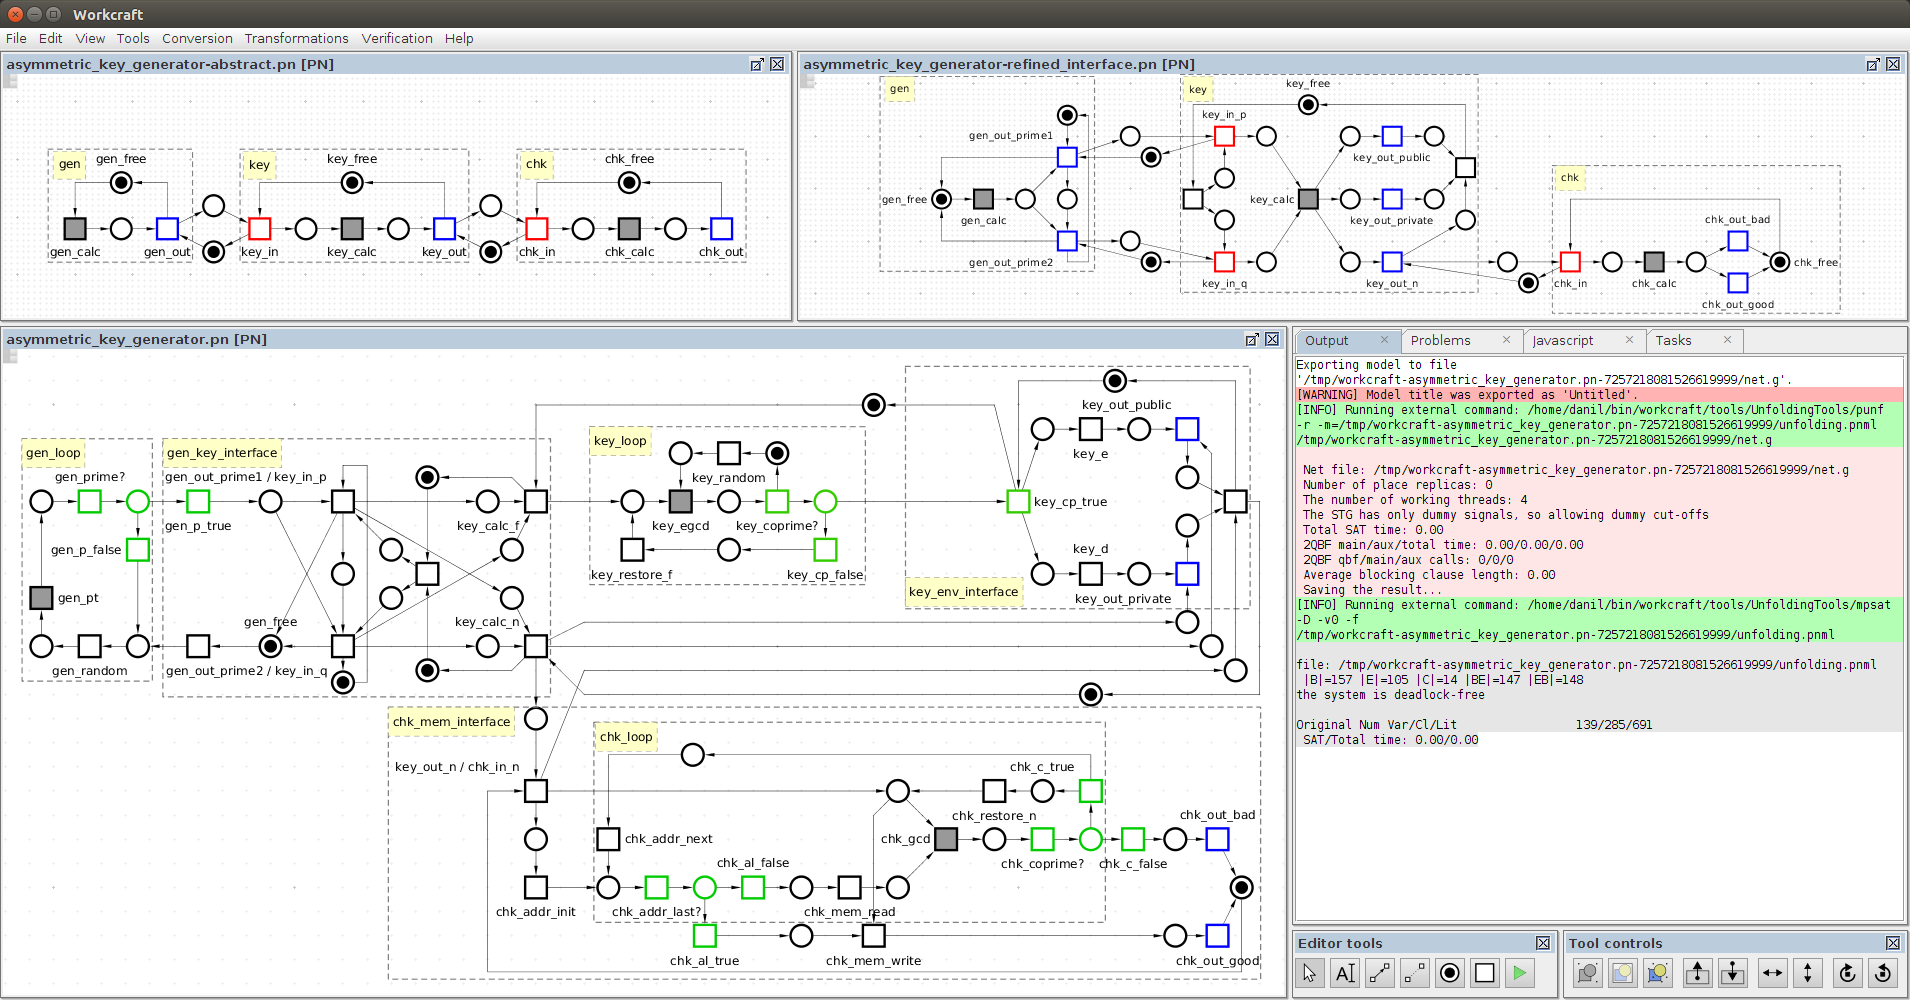 Workcraft
File Edit View Tools Conversion Transformations Verification Help
asymmetric_key_generator-abstract.pn [PN]
gen
gen_free
key
key_free
chk
chk_free
gen_calc
gen_out
key_in
key_calc
key_out
chk_in
chk_calc
chk_out
asymmetric_key_generator-refined_interface.pn [PN]
gen
key
key_free
key_in_p
gen_out_prime1
key_out_public
chk
gen_free
gen_calc
key_calc
key_out_private
chk_out_bad
gen_out_prime2
key_in_q
key_out_n
chk_in
chk_calc
chk_free
chk_out_good
asymmetric_key_generator.pn [PN]
key_out_public
gen_loop
gen_key_interface
key_loop
key_e
gen_prime?
gen_out_prime1 / key_in_p
key_random
gen_p_true
key_calc_f
key_egcd
key_coprime?
key_cp_true
gen_p_false
key_d
key_restore_f
key_cp_false
gen_pt
key_env_interface
key_out_private
gen_free
key_calc_n
gen_random
gen_out_prime2 / key_in_q
chk_mem_interface
chk_loop
key_out_n / chk_in_n
chk_c_true
chk_restore_n
chk_out_bad
chk_addr_next
chk_gcd
chk_al_false
chk_coprime?
chk_c_false
chk_addr_init
chk_addr_last?
chk_mem_read
chk_al_true
chk_mem_write
chk_out_good
Output Problems Javascript Tasks
Exporting model to file
'/tmp/workcraft-asymmetric_key_generator.pn-7257218081526619999/net.g'.
[WARNING] Model title was exported as 'Untitled'.
[INFO] Running external command: /home/danil/bin/workcraft/tools/UnfoldingTools/punf
-r -m=/tmp/workcraft-asymmetric_key_generator.pn-7257218081526619999/unfolding.pnml
/tmp/workcraft-asymmetric_key_generator.pn-7257218081526619999/net.g
Net file: /tmp/workcraft-asymmetric_key_generator.pn-7257218081526619999/net.g
Number of place replicas: 0
The number of working threads: 4
The STG has only dummy signals, so allowing dummy cut-offs
Total SAT time: 0.00
2QBF main/aux/total time: 0.00/0.00/0.00
2QBF qbf/main/aux calls: 0/0/0
Average blocking clause length: 0.00
Saving the result...
[INFO] Running external command: /home/danil/bin/workcraft/tools/UnfoldingTools/mpsat
-D -v0 -f
/tmp/workcraft-asymmetric_key_generator.pn-7257218081526619999/unfolding.pnml
file: /tmp/workcraft-asymmetric_key_generator.pn-7257218081526619999/unfolding.pnml
|B|=157 |E|=105 |C|=14 |BE|=147 |EB|=148
the system is deadlock-free
Original Num Var/Cl/Lit 139/285/691
SAT/Total time: 0.00/0.00
Editor tools
AI
Tool controls